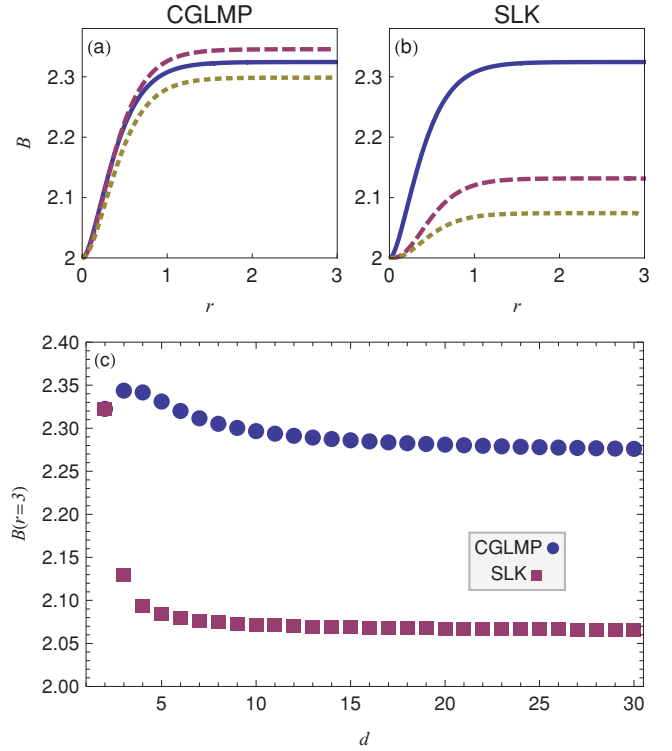 CGLMP SLK
(a) (b)
2.3 2.3
2.2 2.2
B
2.1 2.1
2 2
0 1 2 3 0 1 2 3
r r
2.40
(c)
2.35
2.30
2.25
B(r=3)
2.20
2.15
CGLMP
SLK
2.10
2.05
2.00
5 10 15 20 25 30
d